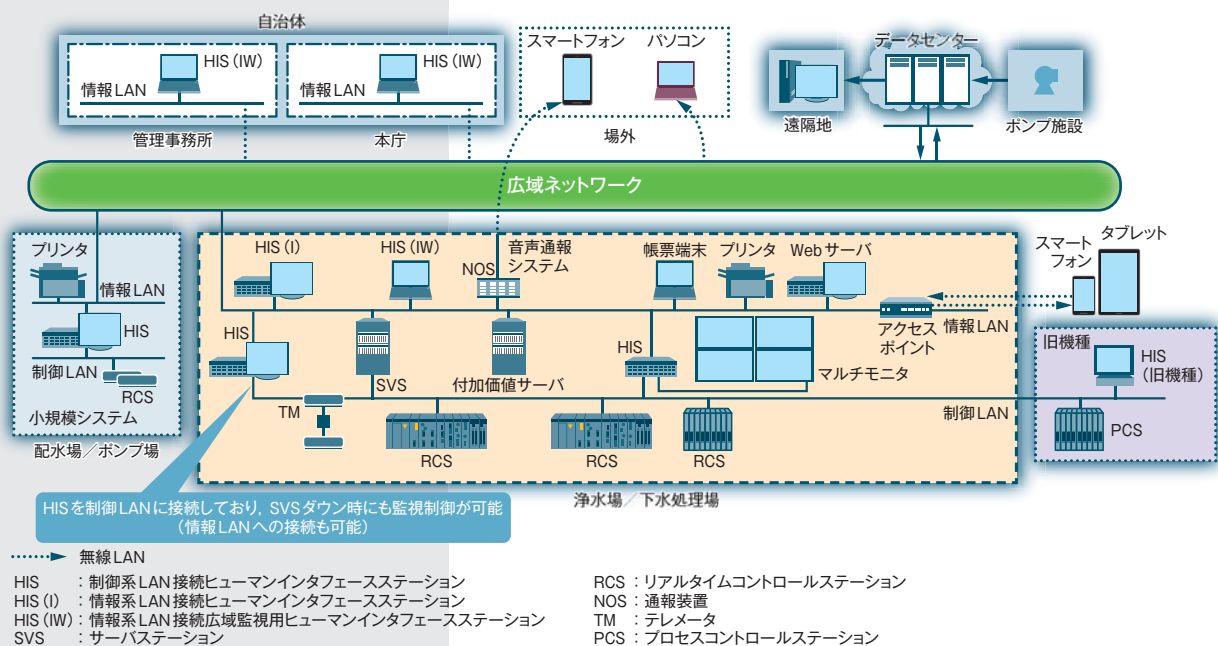 自治体
HIS(IW)
情報LAN
管理事務所
HIS(IW)
情報LAN
本庁
スマートフォン
パソコン
場外
データセンター
遠隔地
ポンプ施設
広域ネットワーク
プリンタ
情報LAN
HIS
制御LAN
RCS
小規模システム
配水場／ポンプ場
HIS(I)
HIS(IW)
音声通報
システム
NOS
帳票端末
プリンタ
Webサーバ
アクセス
ポイント
情報LAN
HIS
SVS
付加価値サーバ
HIS
マルチモニタ
TM
制御LAN
RCS
RCS
RCS
浄水場／下水処理場
スマート
フォン
タブレット
旧機種
HIS
(旧機種)
PCS
HISを制御LANに接続しており，SVSダウン時にも監視制御が可能
（情報LANへの接続も可能）
無線LAN
HIS ：制御系LAN接続ヒューマンインタフェースステーション
HIS(I) ：情報系LAN接続ヒューマンインタフェースステーション
HIS(IW)：情報系LAN接続広域監視用ヒューマンインタフェースステーション
SVS ：サーバステーション
RCS ：リアルタイムコントロールステーション
NOS ：通報装置
TM ：テレメータ
PCS ：プロセスコントロールステーション